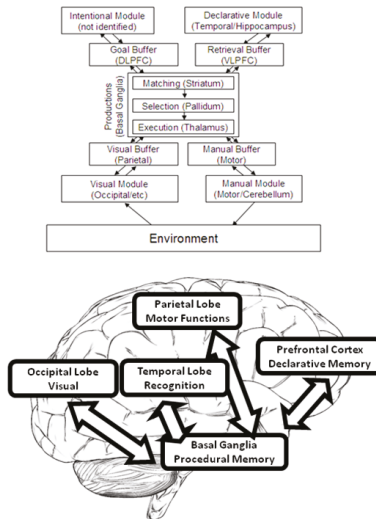 Intentional Module
(not identified)
Declarative Module
(Temporal/Hippocampus)
Goal Buffer
(DLPFC)
Retrieval Buffer
(VLPFC)
Productions
(Basal Ganglia)
Matching (Striatum)
Selection (Pallidum)
Execution (Thalamus)
Visual Buffer
(Parietal)
Manual Buffer
(Motor)
Visual Module
(Occipital/etc)
Manual Module
(Motor/Cerebellum)
Environment
Parietal Lobe
Motor Functions
Prefrontal Cortex
Declarative Memory
Occipital Lobe
Visual
Temporal Lobe
Recognition
Basal Ganglia
Procedural Memory